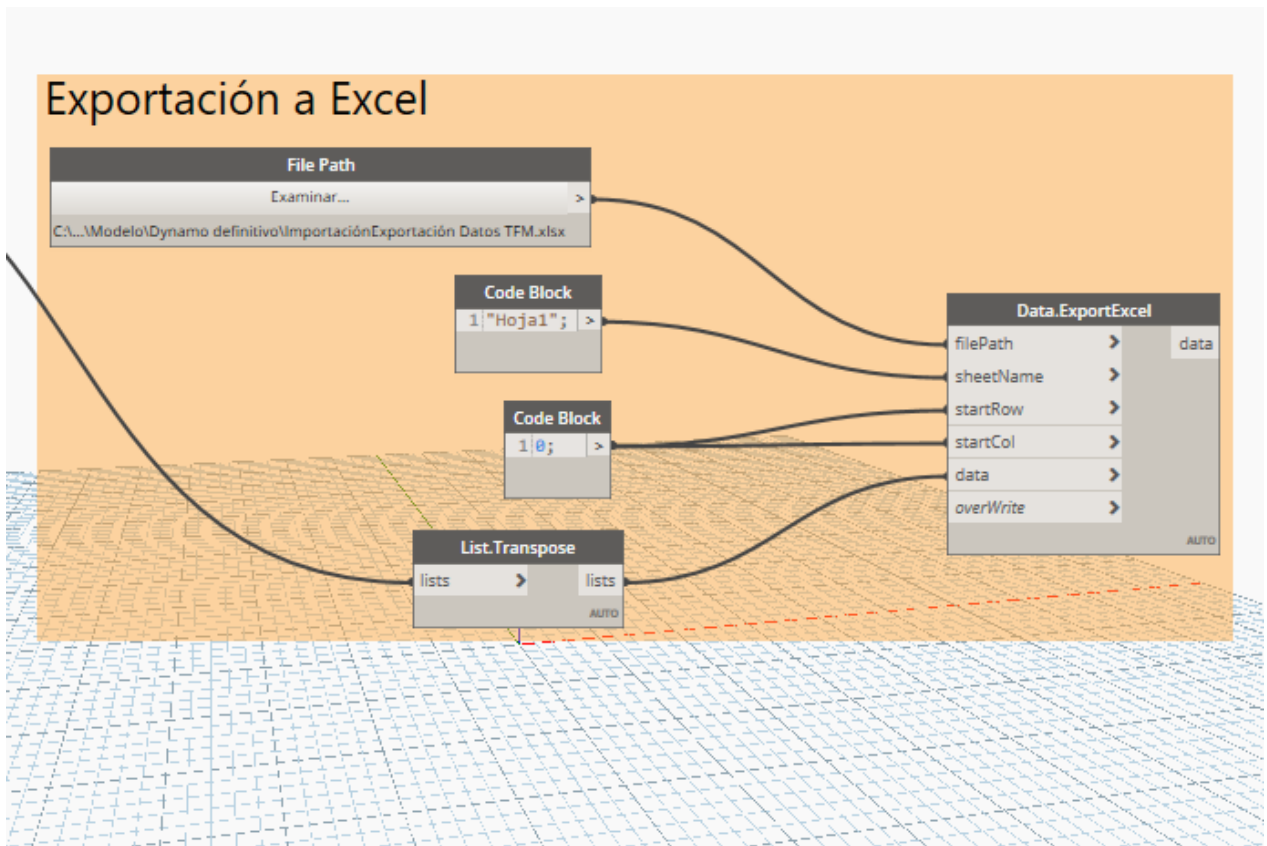 Exportación a Excel
File Path
Examinar...
>
C:\...\Modelo\Dynamo definitivo\ImportaciónExportación Datos TFM.xlsx
Code Block
1 "Hoja1"; >
Code Block
1 0; >
List.Transpose
lists > lists
AUTO
Data.ExportExcel
filePath > data
sheetName >
startRow >
startCol >
data >
overWrite >
AUTO